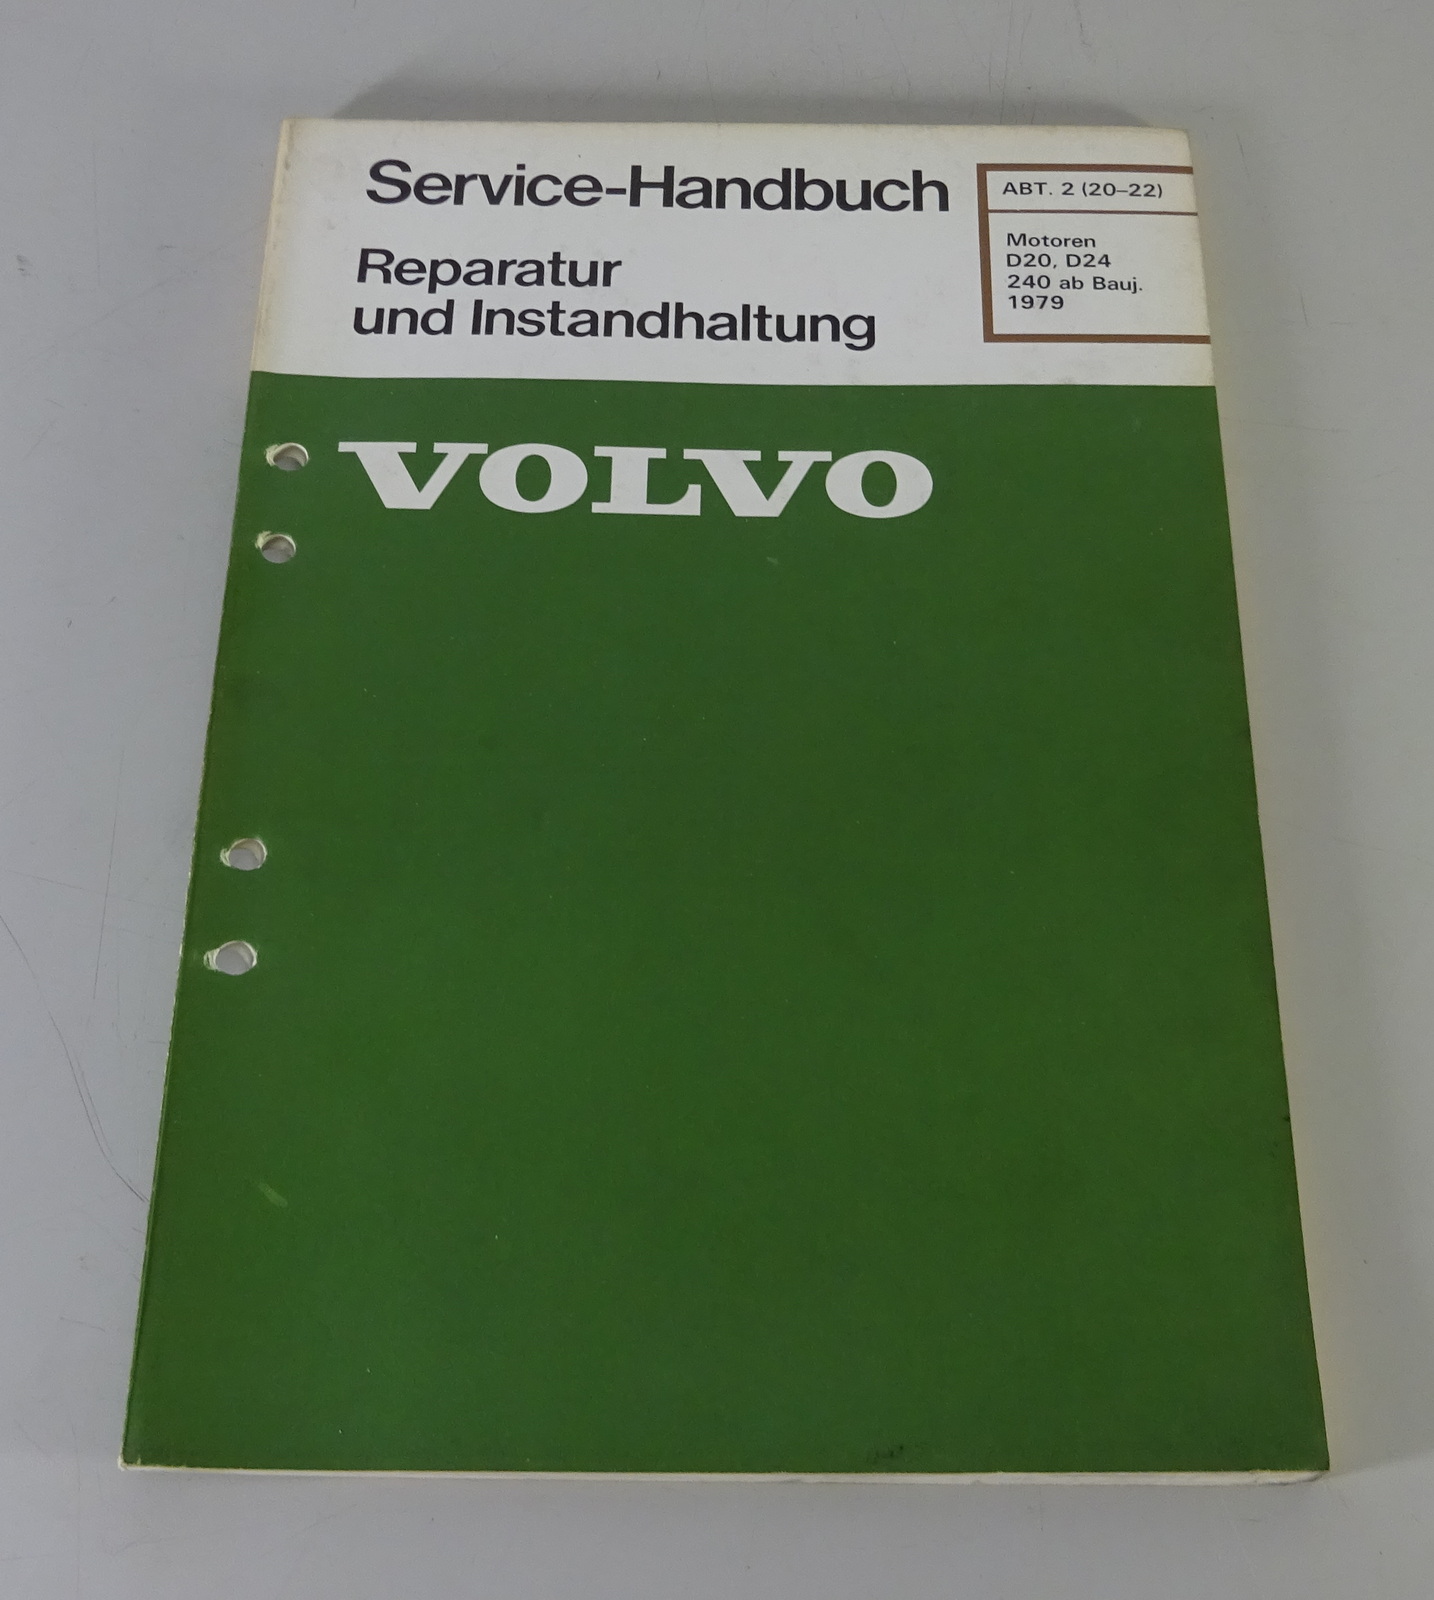 Service-Handbuch
Reparatur
und Instandhaltung
ABT. 2 (20–22)
Motoren
D20, D24
240 ab Bauj.
1979
VOLVO